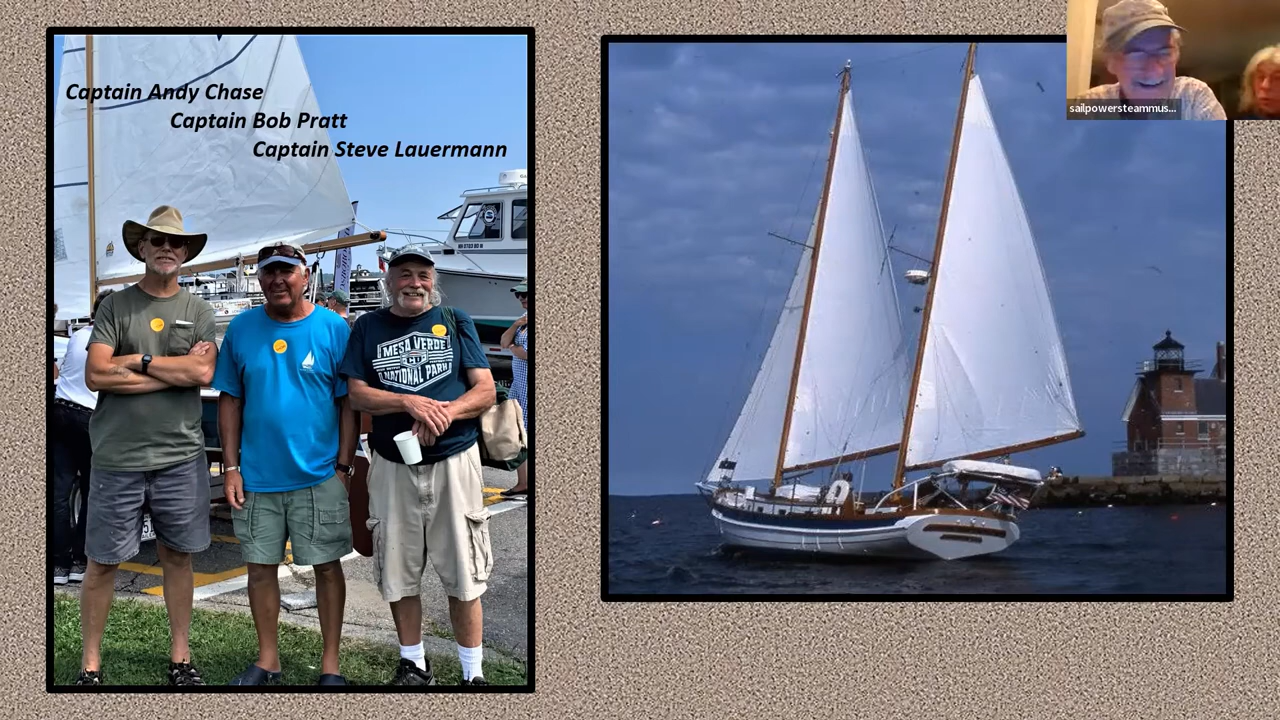 Captain Andy Chase
Captain Bob Pratt
Captain Steve Lauermann
MESA VERDE
NATIONAL PARK
sailpowersteammus...